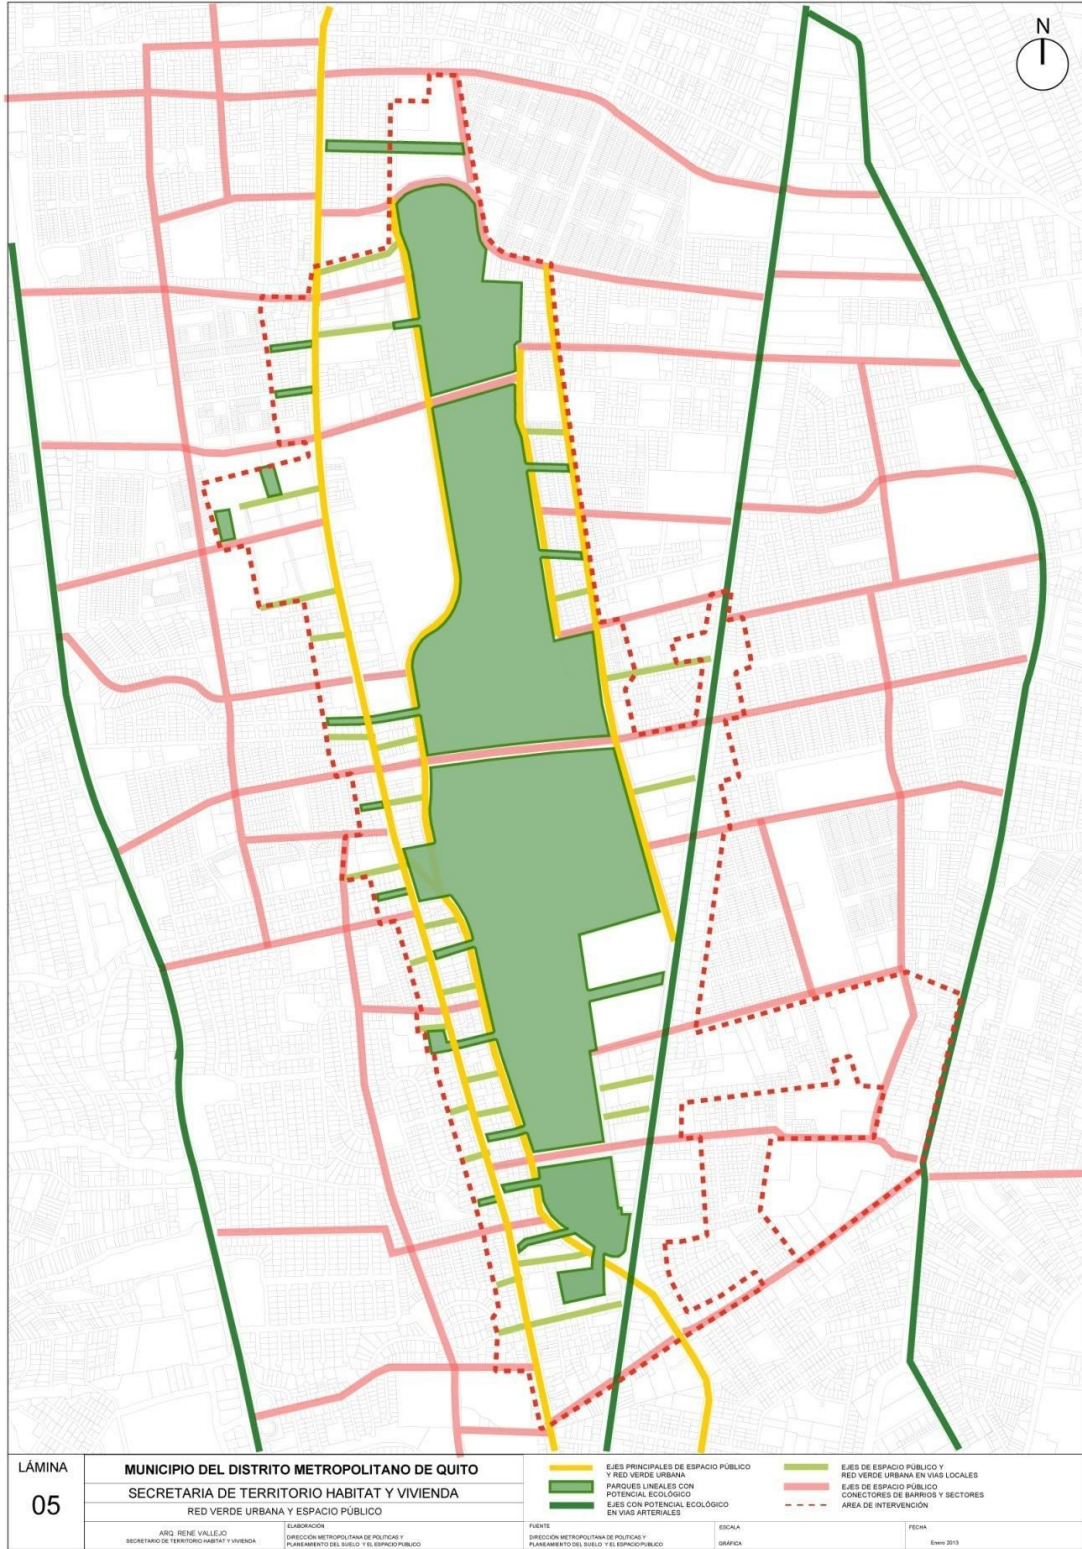 N
LÁMINA
05
MUNICIPIO DEL DISTRITO METROPOLITANO DE QUITO
SECRETARIA DE TERRITORIO HABITAT Y VIVIENDA
RED VERDE URBANA Y ESPACIO PÚBLICO
ARQ. RENE VALLEJO
SECRETARIO DE TERRITORIO HABITAT Y VIVIENDA
ELABORACIÓN
DIRECCIÓN METROPOLITANA DE POLITICAS Y
PLANEAMIENTO DEL SUELO Y EL ESPACIO PUBLICO
EJES PRINCIPALES DE ESPACIO PÚBLICO
Y RED VERDE URBANA
PARQUES LINEALES CON
POTENCIAL ECOLÓGICO
EJES CON POTENCIAL ECOLÓGICO
EN VIAS ARTERIALES
EJES DE ESPACIO PÚBLICO Y
RED VERDE URBANA EN VIAS LOCALES
EJES DE ESPACIO PÚBLICO
CONECTORES DE BARRIOS Y SECTORES
AREA DE INTERVENCIÓN
FUENTE
DIRECCIÓN METROPOLITANA DE POLITICAS Y
PLANEAMIENTO DEL SUELO Y EL ESPACIO PUBLICO
ESCALA
GRÁFICA
FECHA
Enero 2013